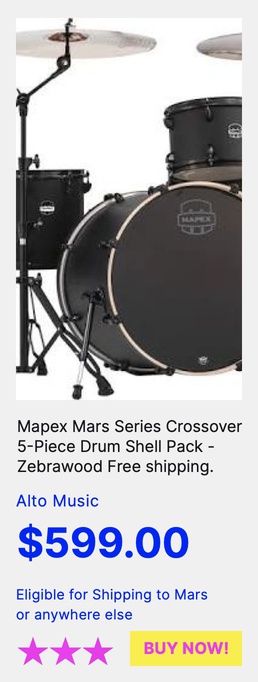 MAPEX
Mapex Mars Series Crossover
5-Piece Drum Shell Pack -
Zebrawood Free shipping.
Alto Music
$599.00
Eligible for Shipping to Mars
or anywhere else
BUY NOW!